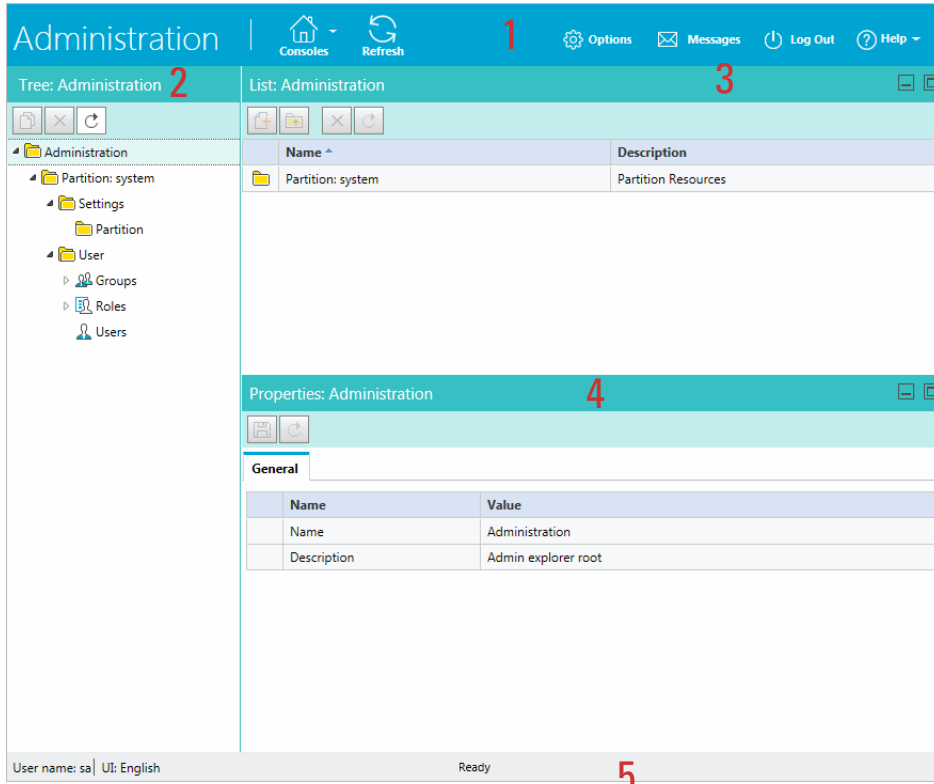 Administration
Consoles
Refresh
1
Options
Messages
Log Out
Help
Tree: Administration 2
List: Administration
3
Administration
Partition: system
Settings
Partition
User
Groups
Roles
Users
Name Description
Partition: system Partition Resources
Properties: Administration
4
General
Name Value
Name Administration
Description Admin explorer root
User name: sa UI: English
Ready
5